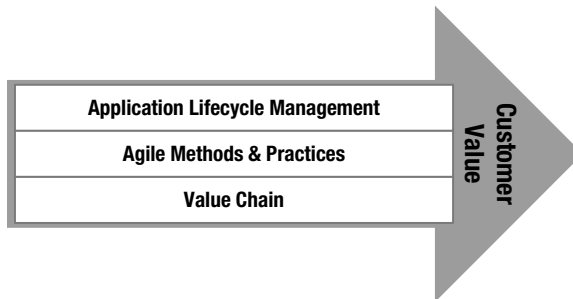 Application Lifecycle Management
Agile Methods & Practices
Value Chain
Customer
Value